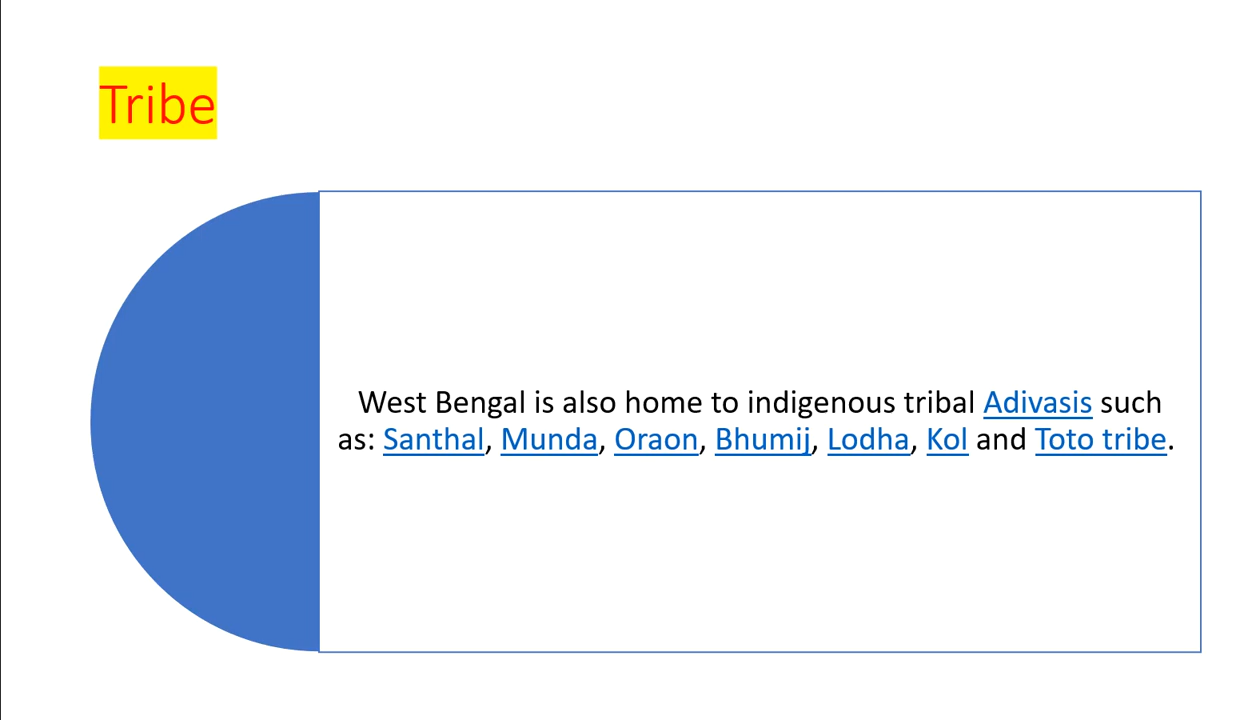 Tribe
West Bengal is also home to indigenous tribal Adivasis such
as: Santhal, Munda, Oraon, Bhumij, Lodha, Kol and Toto tribe.